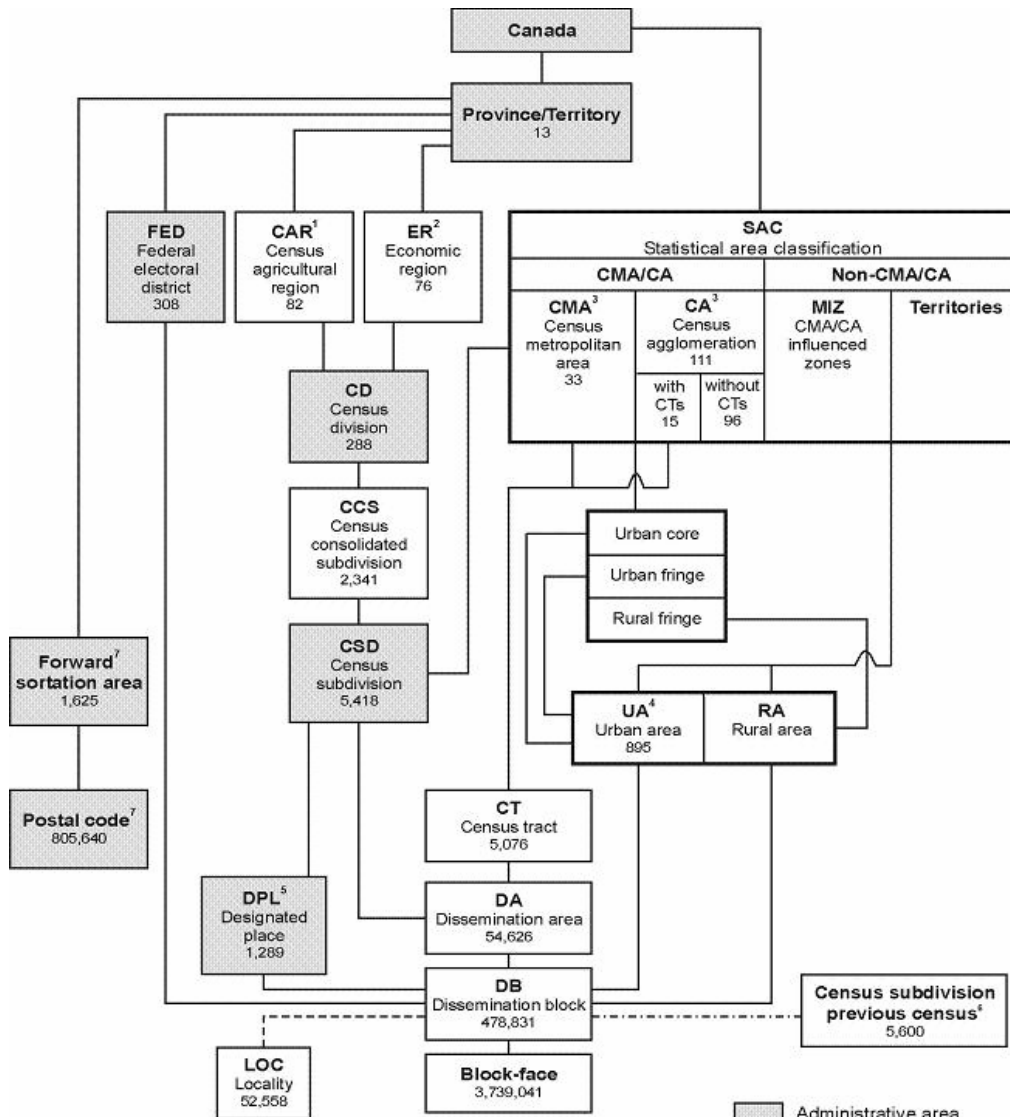 Canada
Province/Territory
13
FED
Federal
electoral
district
308
CAR¹
Census
agricultural
region
82
ER²
Economic
region
76
SAC
Statistical area classification
CMA/CA
Non-CMA/CA
CMA³
Census
metropolitan
area
33
CA³
Census
agglomeration
111
with
CTs
15
without
CTs
96
MIZ
CMA/CA
influenced
zones
Territories
CD
Census
division
288
CCS
Census
consolidated
subdivision
2,341
Urban core
Urban fringe
Rural fringe
Forward⁷
sortation area
1,625
CSD
Census
subdivision
5,418
UA⁴
Urban area
895
RA
Rural area
Postal code⁷
805,640
CT
Census tract
5,076
DPL⁵
Designated
place
1,289
DA
Dissemination area
54,626
DB
Dissemination block
478,831
Census subdivision
previous census⁶
5,600
LOC
Locality
52,558
Block-face
3,739,041
Administrative area